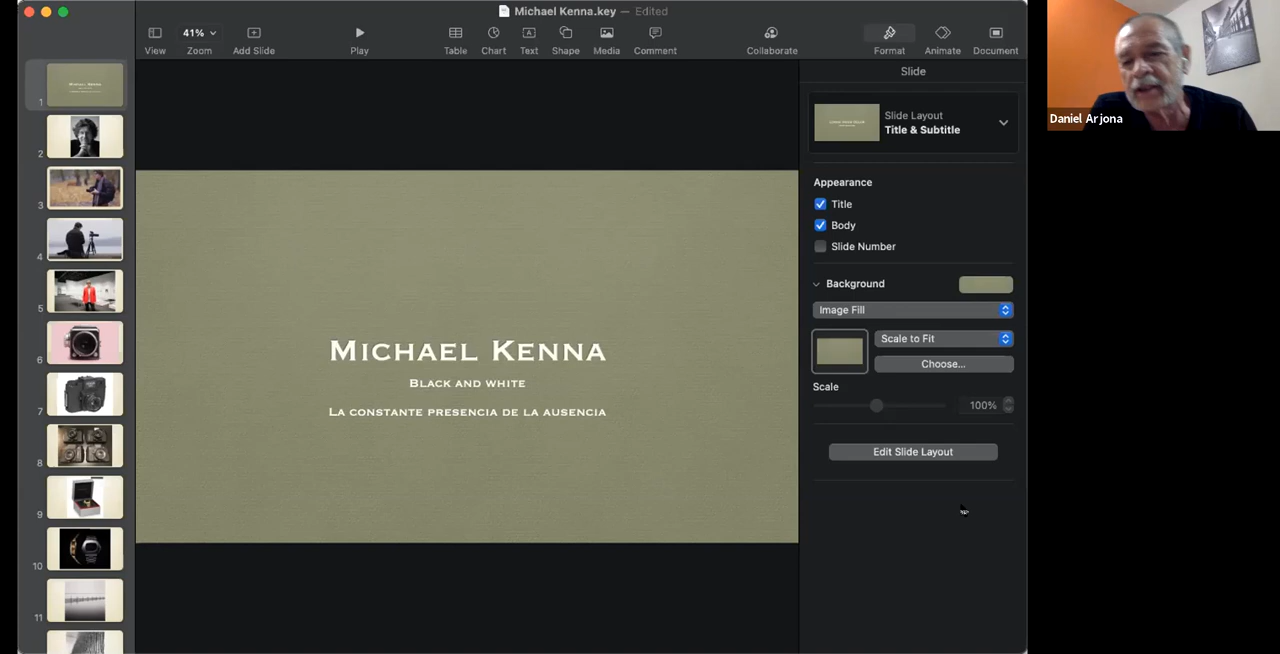 Michael Kenna.key — Edited
41%
View
Zoom
Add Slide
Play
Table
Chart
Text
Shape
Media
Comment
Collaborate
Format
Animate
Document
1
2
3
4
5
6
7
8
9
10
11
Michael Kenna
Black and white
La constante presencia de la ausencia
Slide
Slide Layout
Title & Subtitle
Appearance
Title
Body
Slide Number
Background
Image Fill
Scale to Fit
Choose...
Scale
100%
Edit Slide Layout
Daniel Arjona